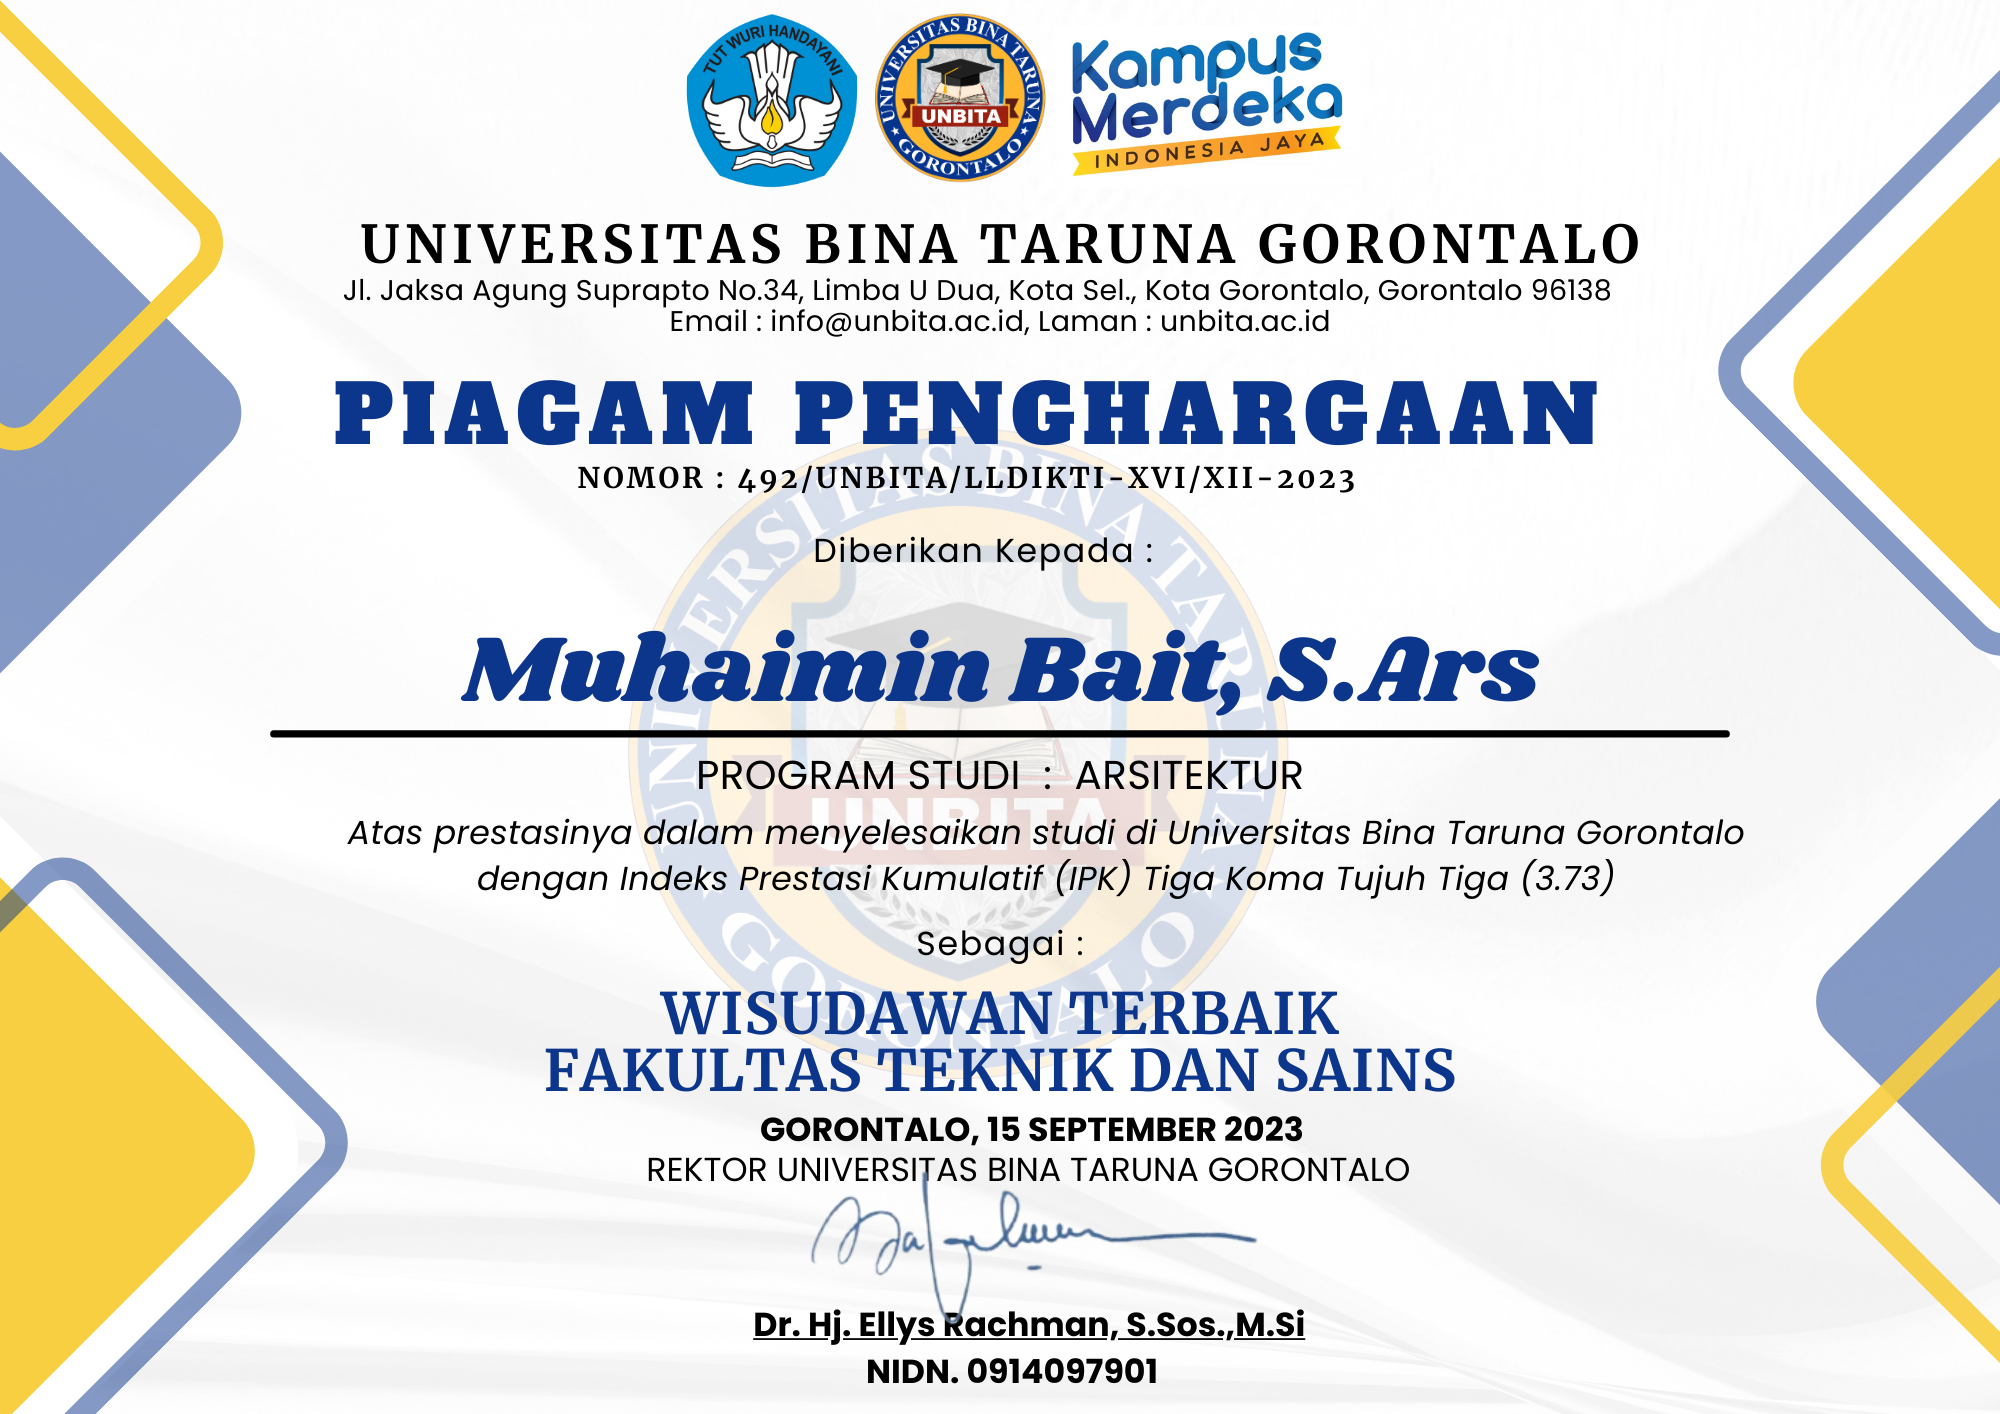 TUT WURI HANDAYANI
UNIVERSITAS BINA TARUNA
UNBITA
GORONTALO
Kampus
Merdeka
INDONESIA JAYA
UNIVERSITAS BINA TARUNA GORONTALO
Jl. Jaksa Agung Suprapto No.34, Limba U Dua, Kota Sel., Kota Gorontalo, Gorontalo 96138
Email : info@unbita.ac.id, Laman : unbita.ac.id
PIAGAM PENGHARGAAN
NOMOR : 492/UNBITA/LLDIKTI-XVI/XII-2023
Diberikan Kepada :
Muhaimin Bait, S.Ars
PROGRAM STUDI : ARSITEKTUR
Atas prestasinya dalam menyelesaikan studi di Universitas Bina Taruna Gorontalo
dengan Indeks Prestasi Kumulatif (IPK) Tiga Koma Tujuh Tiga (3.73)
Sebagai :
WISUDAWAN TERBAIK
FAKULTAS TEKNIK DAN SAINS
GORONTALO, 15 SEPTEMBER 2023
REKTOR UNIVERSITAS BINA TARUNA GORONTALO
Dr. Hj. Ellys Rachman, S.Sos.,M.Si
NIDN. 0914097901
UNIVERSITAS BINA TARUNA
UNBITA
GORONTALO